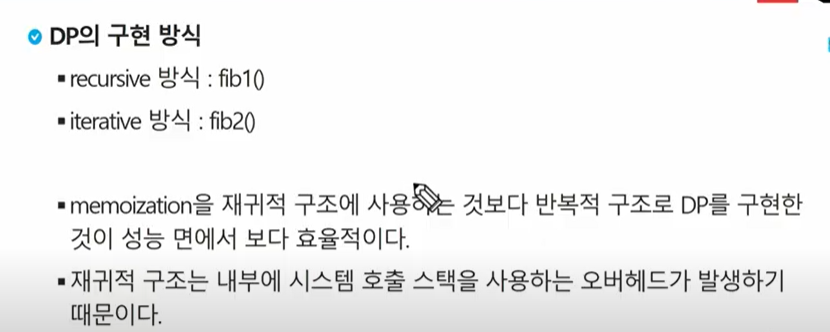 DP의 구현 방식
▪ recursive 방식 : fib1()
▪ iterative 방식 : fib2()
▪ memoization을 재귀적 구조에 사용하는 것보다 반복적 구조로 DP를 구현한
것이 성능 면에서 보다 효율적이다.
▪ 재귀적 구조는 내부에 시스템 호출 스택을 사용하는 오버헤드가 발생하기
때문이다.